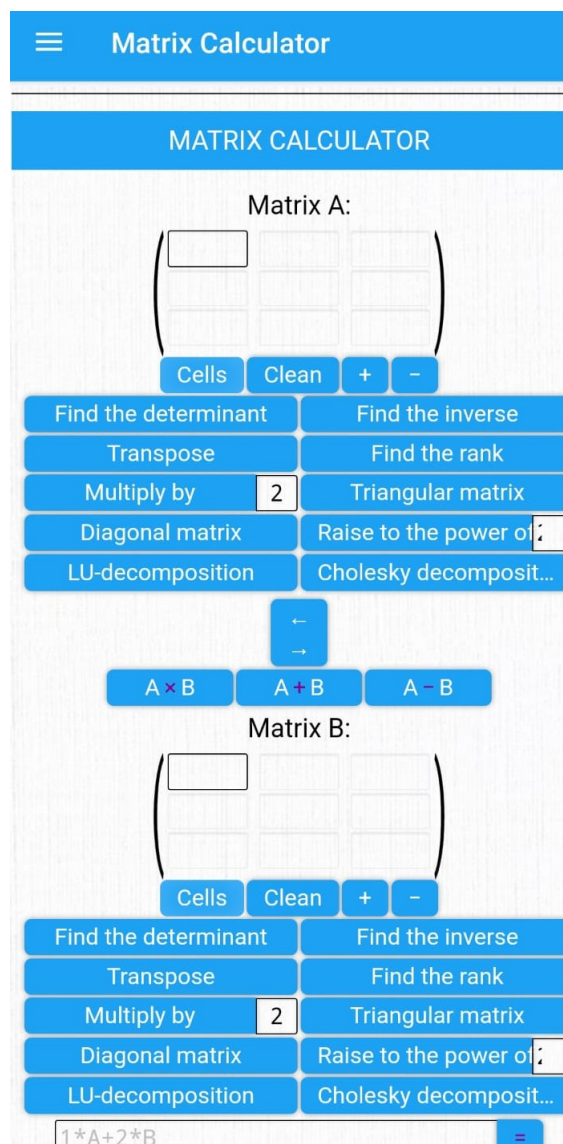 Matrix Calculator
MATRIX CALCULATOR
Matrix A:
Cells Clean + −
Find the determinant Find the inverse
Transpose Find the rank
Multiply by 2 Triangular matrix
Diagonal matrix Raise to the power of
LU-decomposition Cholesky decomposit...
←
→
A × B A + B A − B
Matrix B:
Cells Clean + −
Find the determinant Find the inverse
Transpose Find the rank
Multiply by 2 Triangular matrix
Diagonal matrix Raise to the power of
LU-decomposition Cholesky decomposit...
1*A+2*B =